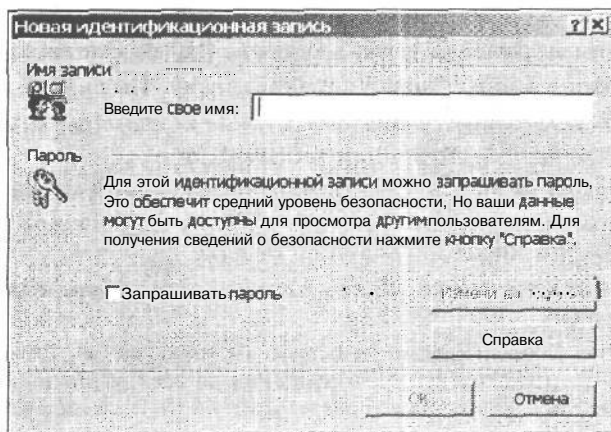 Новая идентификационная запись
Имя записи
Введите свое имя:
Пароль
Для этой идентификационной записи можно запрашивать пароль,
Это обеспечит средний уровень безопасности, Но ваши данные
могут быть доступны для просмотра другим пользователям. Для
получения сведений о безопасности нажмите кнопку "Справка".
Запрашивать пароль
Справка
ОК
Отмена